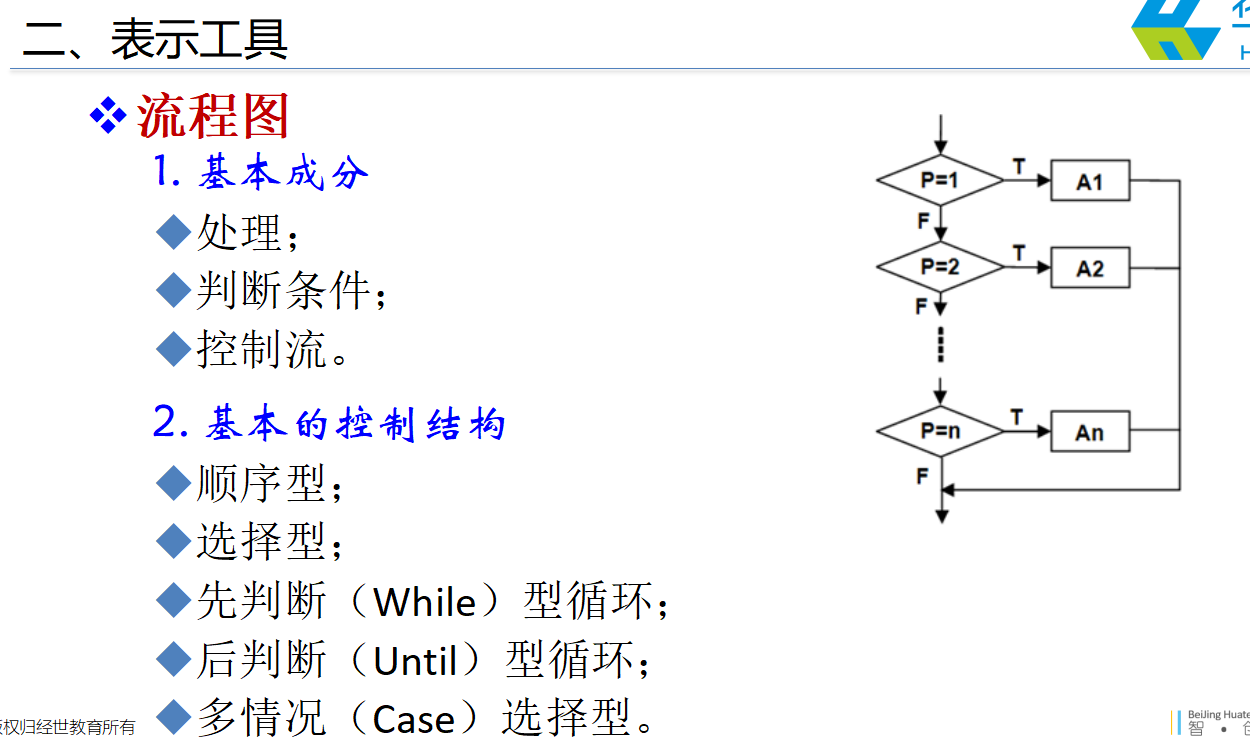 二、表示工具
流程图
1. 基本成分
处理；
判断条件；
控制流。
2. 基本的控制结构
顺序型；
选择型；
先判断（While）型循环；
后判断（Until）型循环；
多情况（Case）选择型。
P=1
T
A1
F
P=2
T
A2
F
P=n
T
An
F
权归经世教育所有
BeiJing Huate
智 •